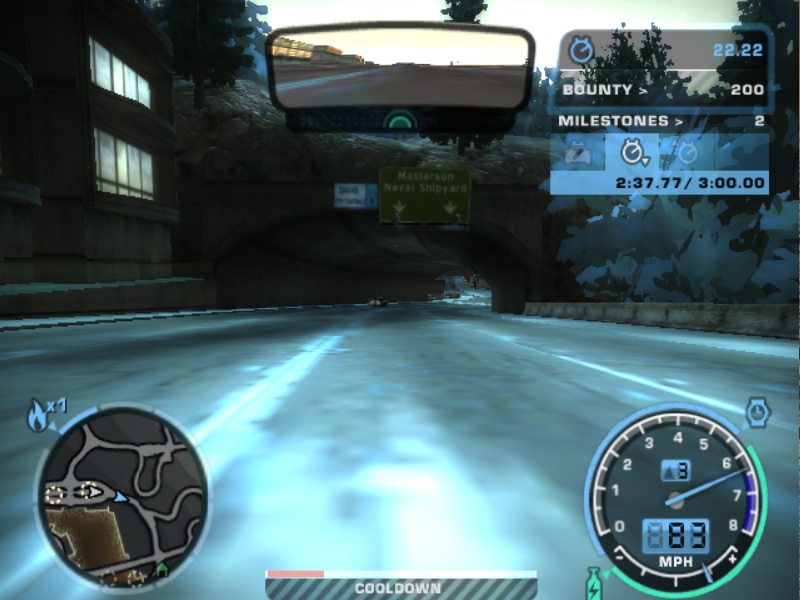 22.22
BOUNTY > 200
MILESTONES > 2
2:37.77/ 3:00.00
Masterson
Naval Shipyard
x1
0 1 2 3 4 5 6 7 8
3
83
MPH
COOLDOWN